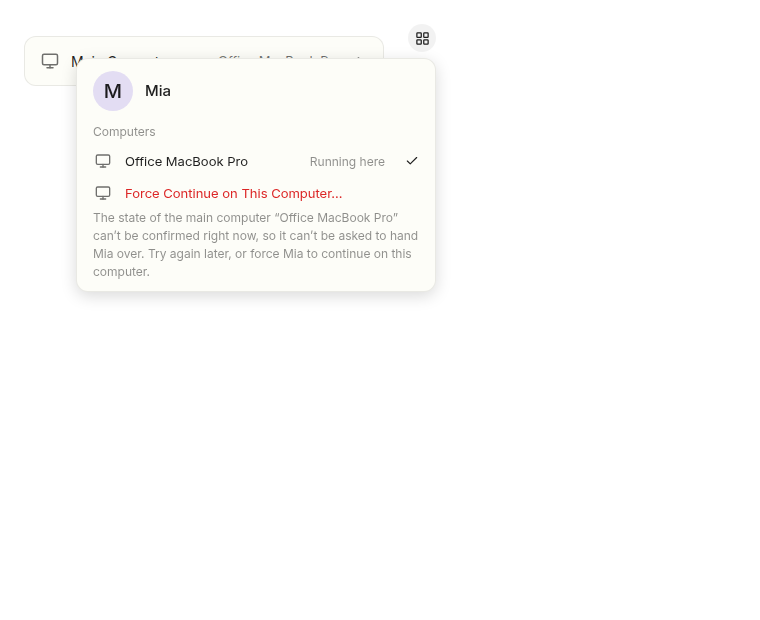 M
Mia
Computers
Office MacBook Pro Running here
Force Continue on This Computer...
The state of the main computer “Office MacBook Pro”
can’t be confirmed right now, so it can’t be asked to hand
Mia over. Try again later, or force Mia to continue on this
computer.